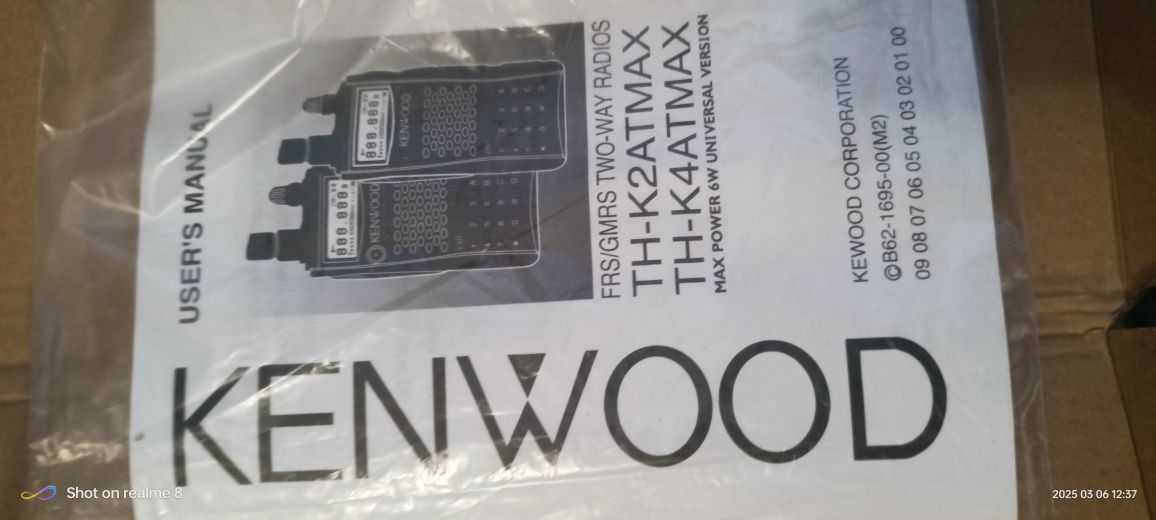 KENWOOD
USER'S MANUAL
KENWOOD
KENWOOD
FRS/GMRS TWO-WAY RADIOS
TH-K2ATMAX
TH-K4ATMAX
MAX POWER 6W UNIVERSAL VERSION
KEWOOD CORPORATION
©B62-1695-00(M2)
09 08 07 06 05 04 03 02 01 00
Shot on realme 8
2025 03 06 12:37